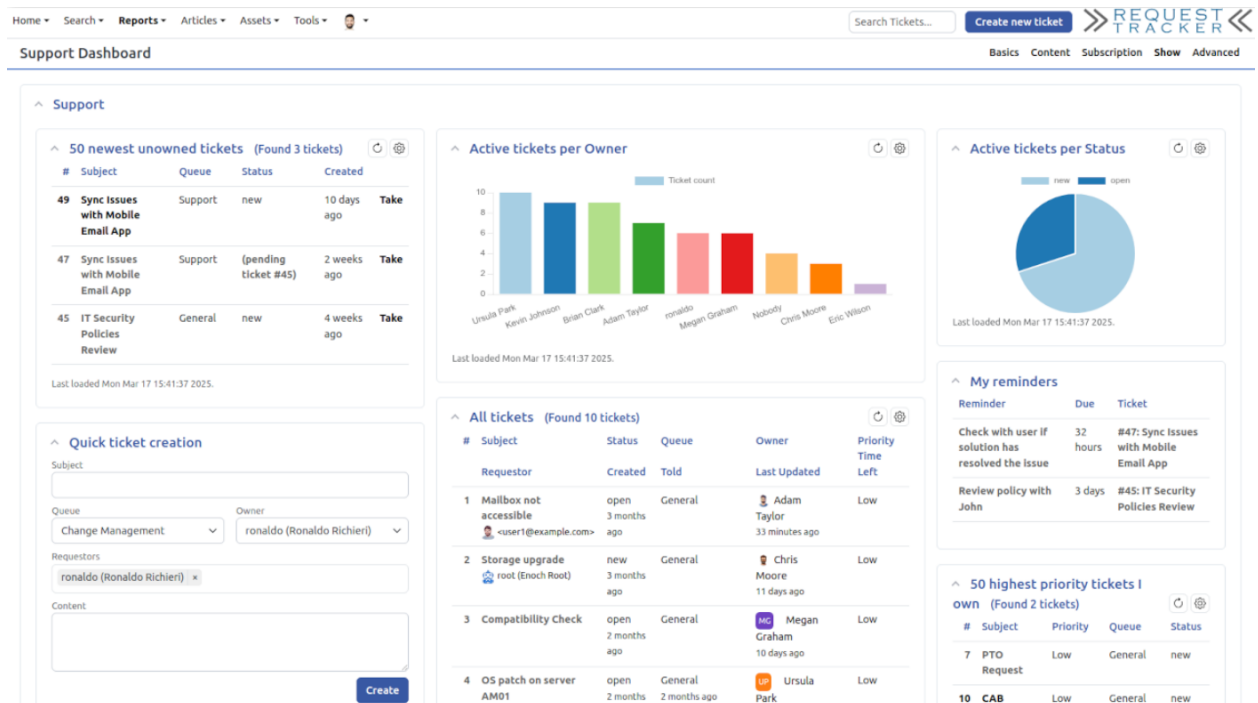 Home Search Reports Articles Assets Tools
Search Tickets...
Create new ticket
REQUEST
TRACKER
Support Dashboard
Basics Content Subscription Show Advanced
Support
50 newest unowned tickets (Found 3 tickets)
# Subject Queue Status Created
49 Sync Issues Support new 10 days Take
with Mobile ago
Email App
47 Sync Issues Support (pending 2 weeks Take
with Mobile ticket #45) ago
Email App
45 IT Security General new 4 weeks Take
Policies ago
Review
Last loaded Mon Mar 17 15:41:37 2025.
Quick ticket creation
Subject
Queue Owner
Change Management ronaldo (Ronaldo Richieri)
Requestors
ronaldo (Ronaldo Richieri) ×
Content
Create
Active tickets per Owner
Ticket count
10
8
6
4
2
0
Ursula Park Kevin Johnson Brian Clark Adam Taylor ronaldo Megan Graham Nobody Chris Moore Eric Wilson
Last loaded Mon Mar 17 15:41:37 2025.
All tickets (Found 10 tickets)
# Subject Status Queue Owner Priority
Time
Requestor Created Told Last Updated Left
1 Mailbox not open General Adam Low
accessible 3 months Taylor
<user1@example.com> ago 33 minutes ago
2 Storage upgrade new General Chris Low
root (Enoch Root) 3 months Moore
ago 11 days ago
3 Compatibility Check open General MG Megan Low
2 months Graham
ago 10 days ago
4 OS patch on server open General UP Ursula Low
AM01 2 months 2 months ago Park
Active tickets per Status
new open
Last loaded Mon Mar 17 15:41:37 2025.
My reminders
Reminder Due Ticket
Check with user if 32 #47: Sync Issues
solution has hours with Mobile
resolved the issue Email App
Review policy with 3 days #45: IT Security
John Policies Review
50 highest priority tickets I
own (Found 2 tickets)
# Subject Priority Queue Status
7 PTO Low General new
Request
10 CAB Low General new